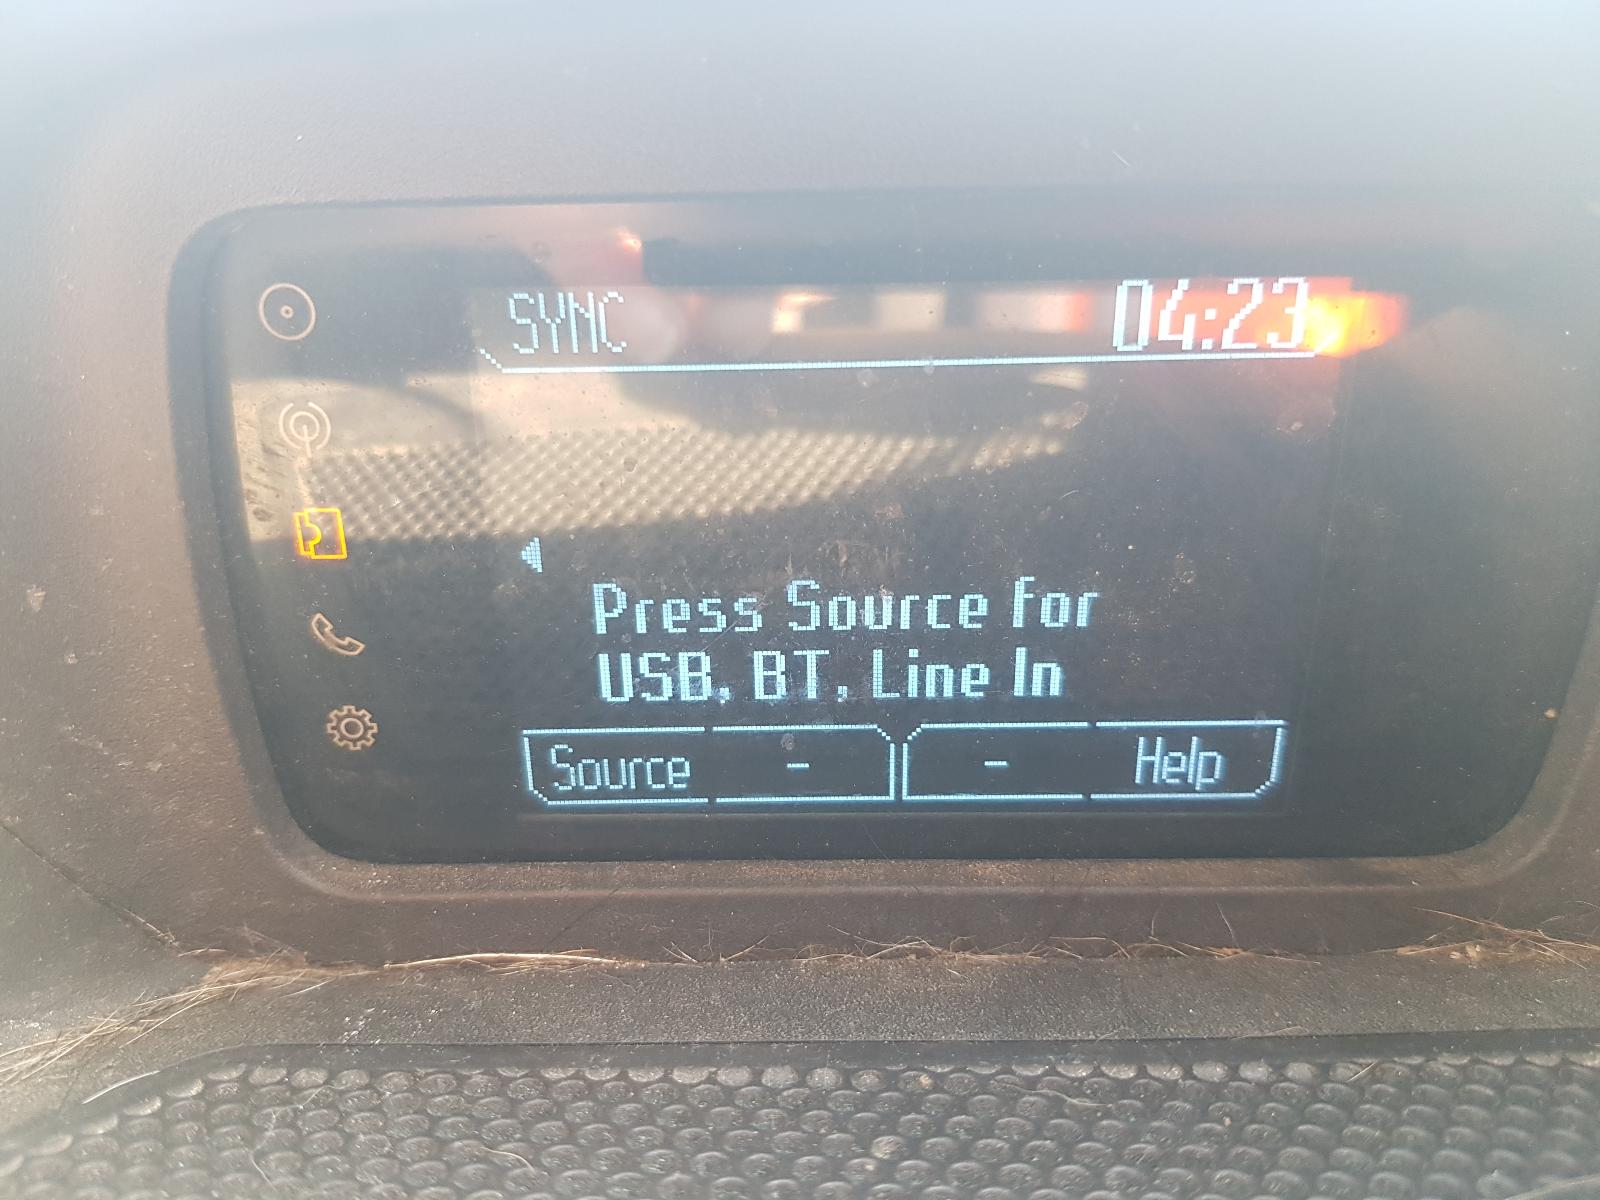 SYNC 04:23
Press Source for
USB, BT, Line In
Source - - Help